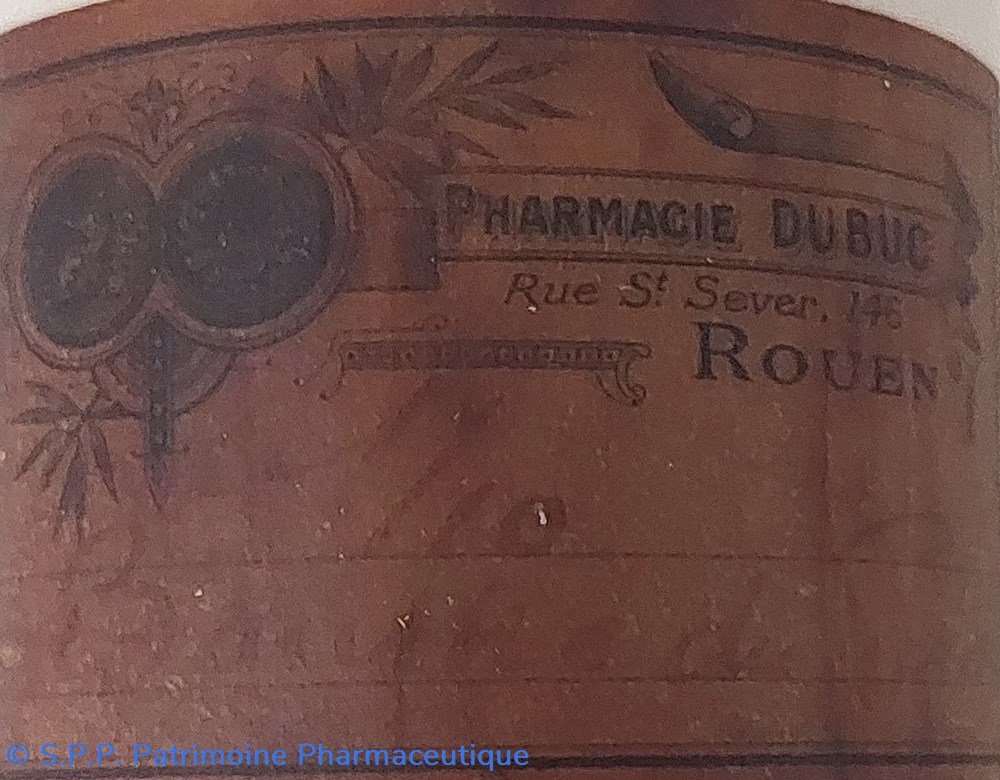 PHARMACIE DUBUC
Rue St Sever, 146
ROUEN
© S.P.P. Patrimoine Pharmaceutique